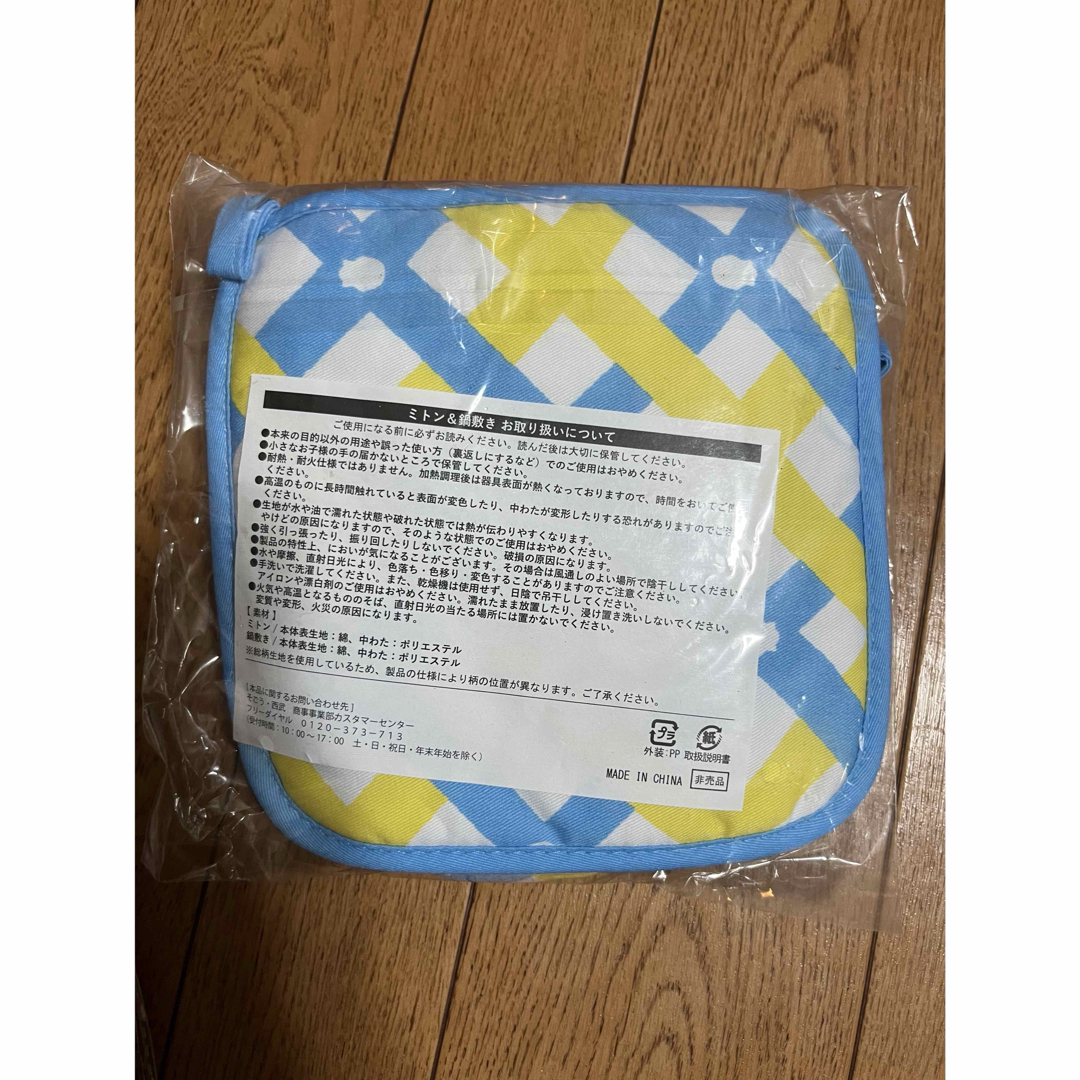 ミトン＆鍋敷き お取り扱いについて
ご使用になる前に必ずお読みください。読んだ後は大切に保管してください。
●本来の目的以外の用途や誤った使い方（裏返しにするなど）でのご使用はおやめください。
●小さなお子様の手の届かないところで保管してください。
●耐熱・耐火仕様ではありません。加熱調理後は器具表面が熱くなっておりますので、時間をおいてご使
ください。
●高温のものに長時間触れていると表面が変色したり、中わたが変形したりする恐れがありますのでご注
ください。
●生地が水や油で濡れた状態や破れた状態では熱が伝わりやすくなります。
やけどの原因になりますので、そのような状態でのご使用はおやめください。
●強く引っ張ったり、振り回したりしないでください。破損の原因になります。
●製品の特性上、においが気になることがございます。その場合は風通しのよい場所で陰干ししてください
●水や摩擦、直射日光により、色落ち・色移り・変色することがありますのでご注意ください。
●手洗いで洗濯してください。また、乾燥機は使用せず、日陰で吊干ししてください。
アイロンや漂白剤のご使用はおやめください。濡れたまま放置したり、浸け置き洗いしないでください。
●火気や高温となるもののそば、直射日光の当たる場所には置かないでください。
変質や変形、火災の原因になります。
【素材】
ミトン/本体表生地：綿、中わた：ポリエステル
鍋敷き/本体表生地：綿、中わた：ポリエステル
※総柄生地を使用しているため、製品の仕様により柄の位置が異なります。ご了承ください。
【本品に関するお問い合わせ先】
そごう・西武 商事事業部カスタマーセンター
フリーダイヤル 0120-373-713
（受付時間：10：00〜17：00 土・日・祝日・年末年始を除く）
プラ 紙
外装：PP 取扱説明書
MADE IN CHINA 非売品